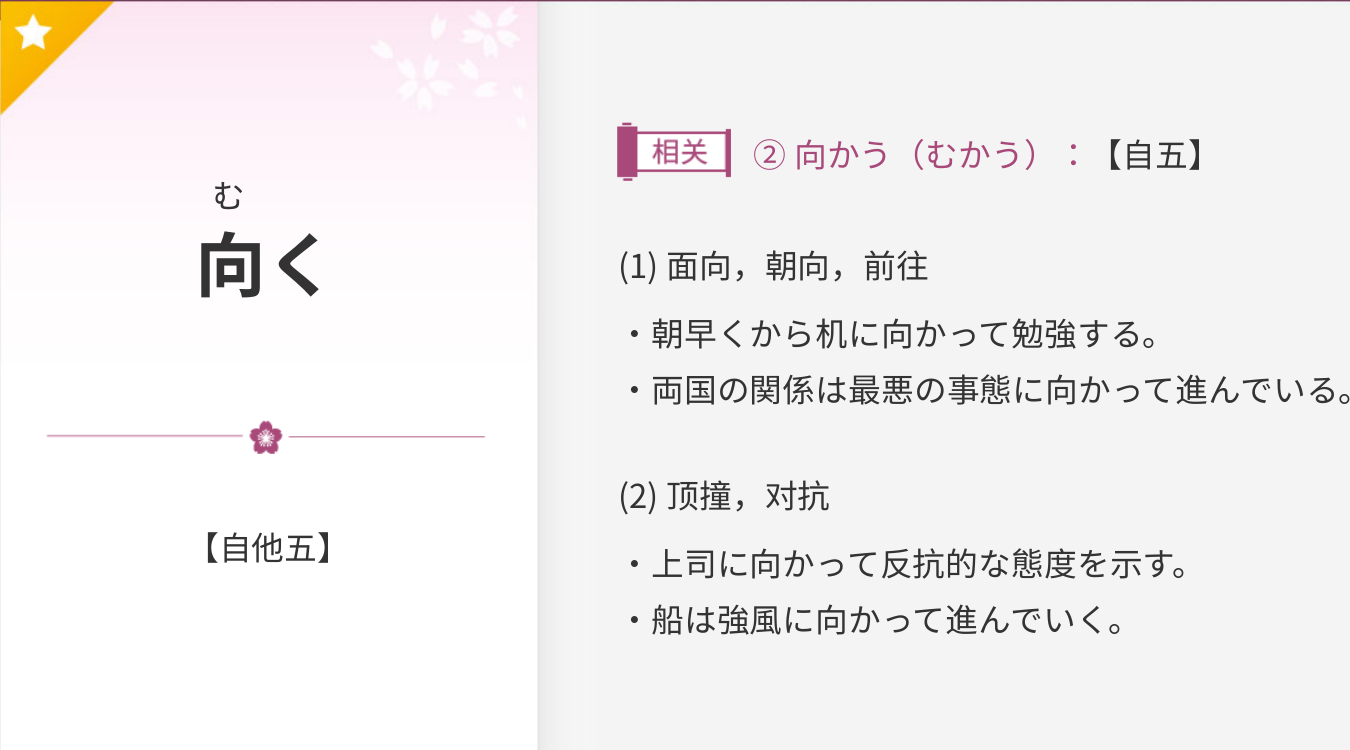 む
向く
【自他五】
相关 ② 向かう（むかう）：【自五】
(1) 面向，朝向，前往
・朝早くから机に向かって勉強する。
・両国の関係は最悪の事態に向かって進んでいる。
(2) 顶撞，对抗
・上司に向かって反抗的な態度を示す。
・船は強風に向かって進んでいく。